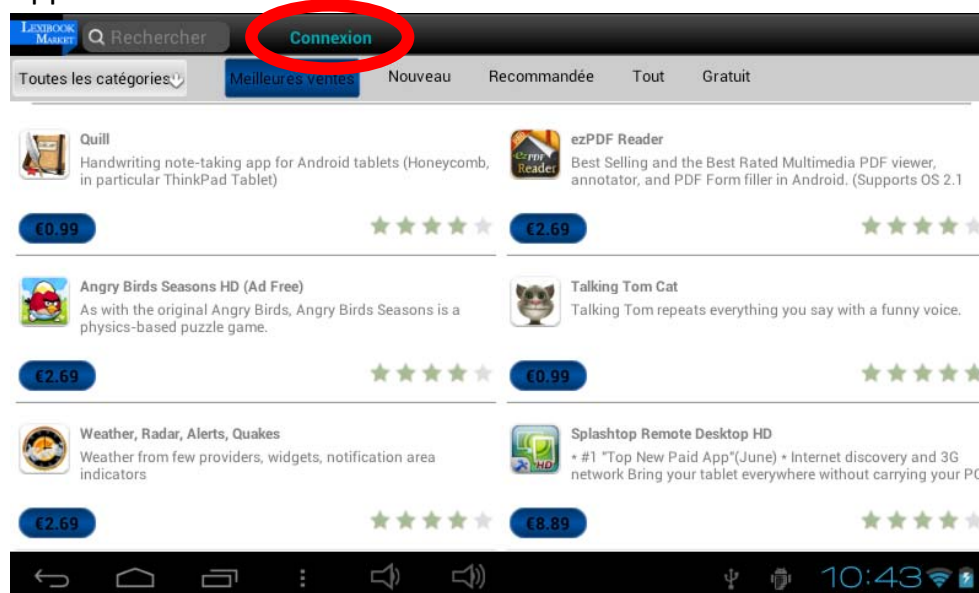 LEXIBOOK
MARKET
Rechercher
Connexion
Toutes les catégories
Meilleures ventes
Nouveau
Recommandée
Tout
Gratuit
Quill
Handwriting note-taking app for Android tablets (Honeycomb,
in particular ThinkPad Tablet)
€0.99
ezPDF Reader
Best Selling and the Best Rated Multimedia PDF viewer,
annotator, and PDF Form filler in Android. (Supports OS 2.1
€2.69
Angry Birds Seasons HD (Ad Free)
As with the original Angry Birds, Angry Birds Seasons is a
physics-based puzzle game.
€2.69
Talking Tom Cat
Talking Tom repeats everything you say with a funny voice.
€0.99
Weather, Radar, Alerts, Quakes
Weather from few providers, widgets, notification area
indicators
€2.69
Splashtop Remote Desktop HD
* #1 "Top New Paid App"(June) * Internet discovery and 3G
network Bring your tablet everywhere without carrying your PC
€8.89
10:43